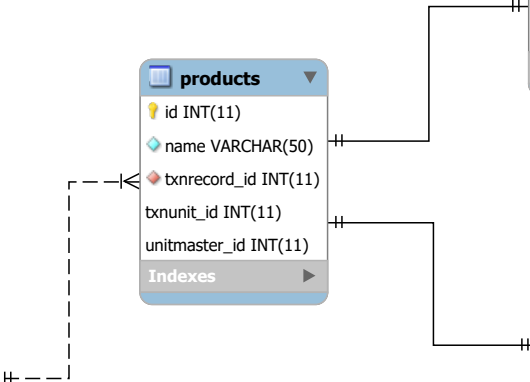 products
id INT(11)
name VARCHAR(50)
txnrecord_id INT(11)
txnunit_id INT(11)
unitmaster_id INT(11)
Indexes